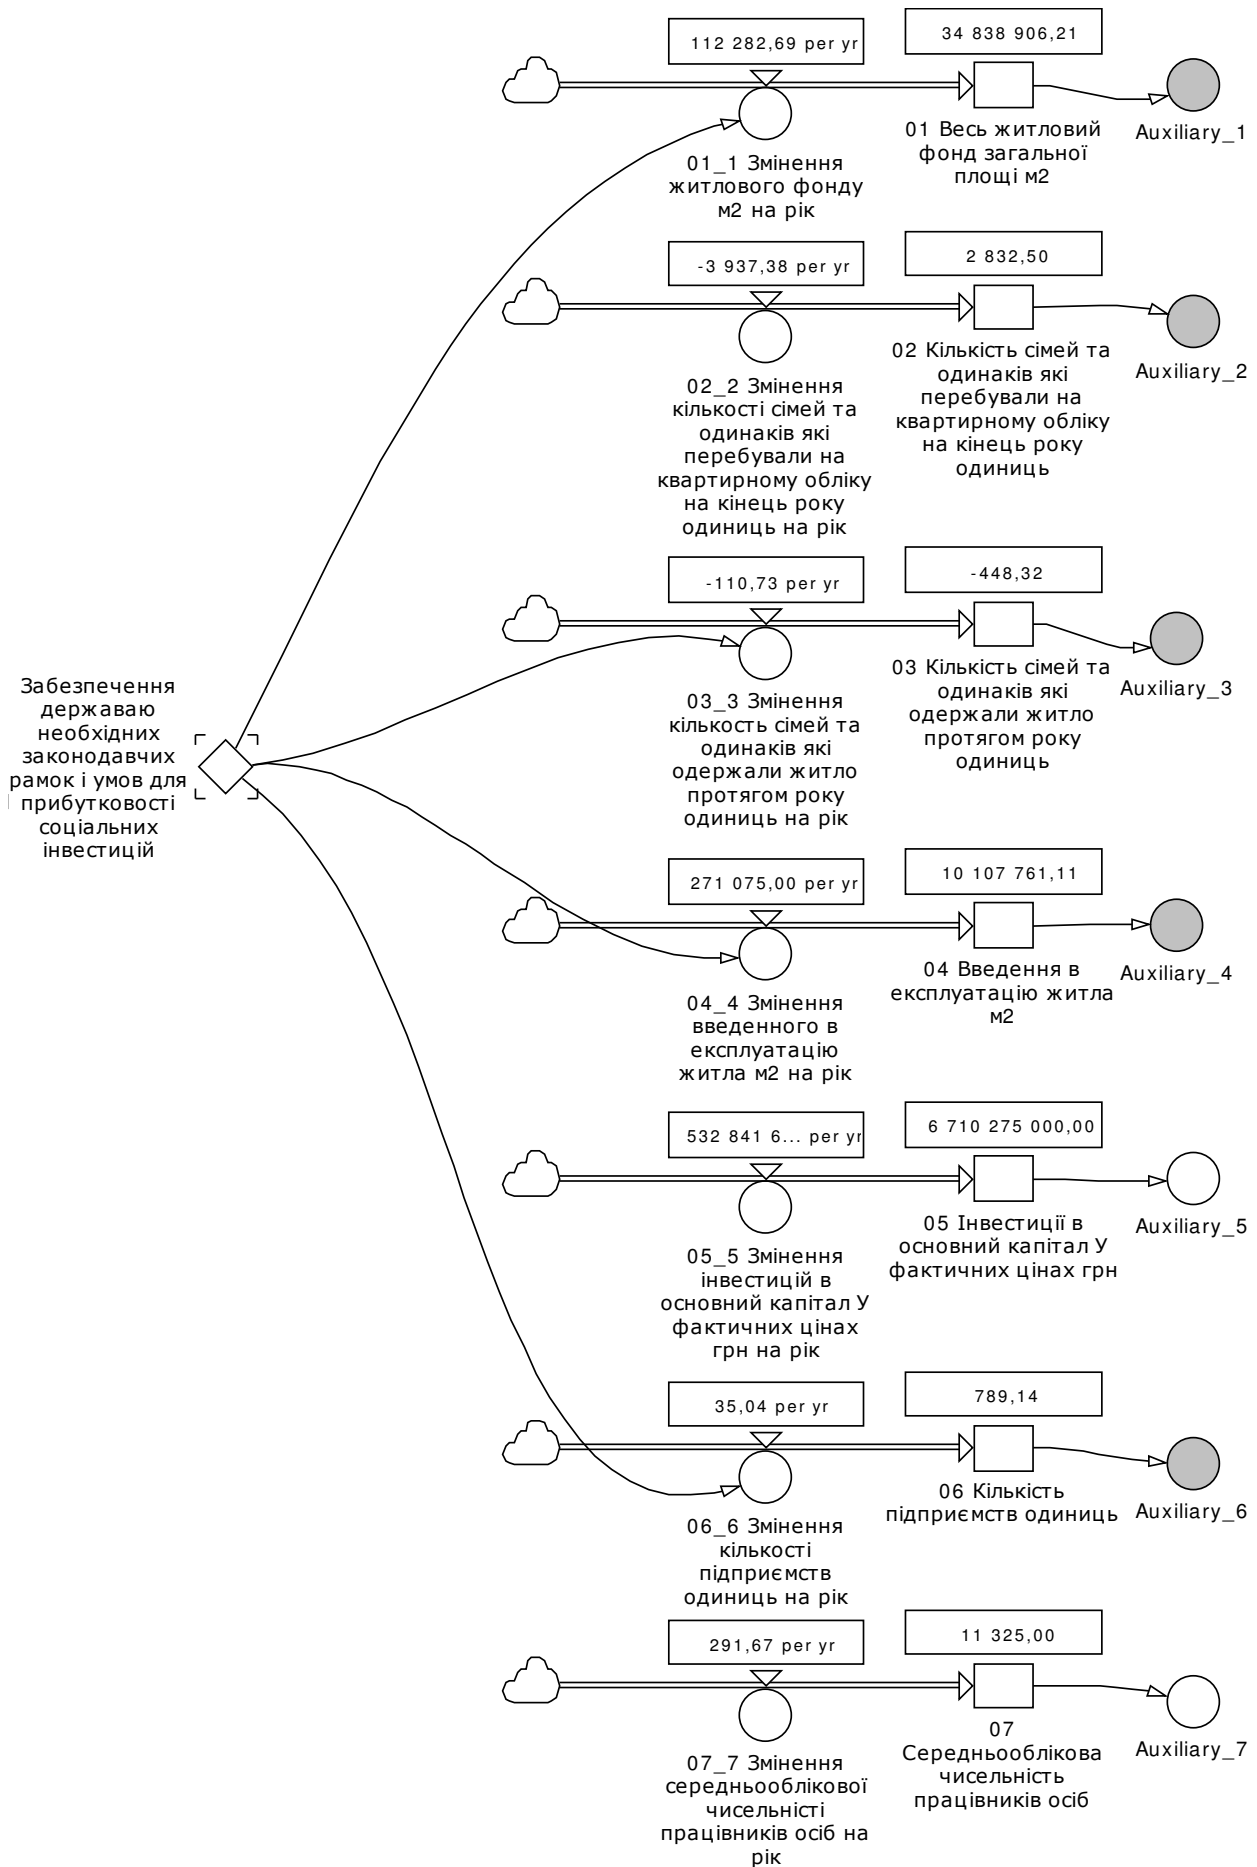 112 282,69 per yr
34 838 906,21
01_1 Змінення
житлового фонду
м2 на рік
01 Весь житловий
фонд загальної
площі м2
Auxiliary_1
-3 937,38 per yr
2 832,50
02_2 Змінення
кількості сімей та
одинаків які
перебували на
квартирному обліку
на кінець року
одиниць на рік
02 Кількість сімей та
одинаків які
перебували на
квартирному обліку
на кінець року
одиниць
Auxiliary_2
-110,73 per yr
-448,32
03_3 Змінення
кількость сімей та
одинаків які
одержали житло
протягом року
одиниць на рік
03 Кількість сімей та
одинаків які
одержали житло
протягом року
одиниць
Auxiliary_3
Забезпечення
державаю
необхідних
законодавчих
рамок і умов для
прибутковості
соціальних
інвестицій
271 075,00 per yr
10 107 761,11
04_4 Змінення
введенного в
експлуатацію
житла м2 на рік
04 Введення в
експлуатацію житла
м2
Auxiliary_4
532 841 6... per yr
6 710 275 000,00
05_5 Змінення
інвестицій в
основний капітал У
фактичних цінах
грн на рік
05 Інвестиції в
основний капітал У
фактичних цінах грн
Auxiliary_5
35,04 per yr
789,14
06_6 Змінення
кількості
підприємств
одиниць на рік
06 Кількість
підприємств одиниць
Auxiliary_6
291,67 per yr
11 325,00
07_7 Змінення
середньооблікової
чисельністі
працівників осіб на
рік
07
Середньооблікова
чисельність
працівників осіб
Auxiliary_7